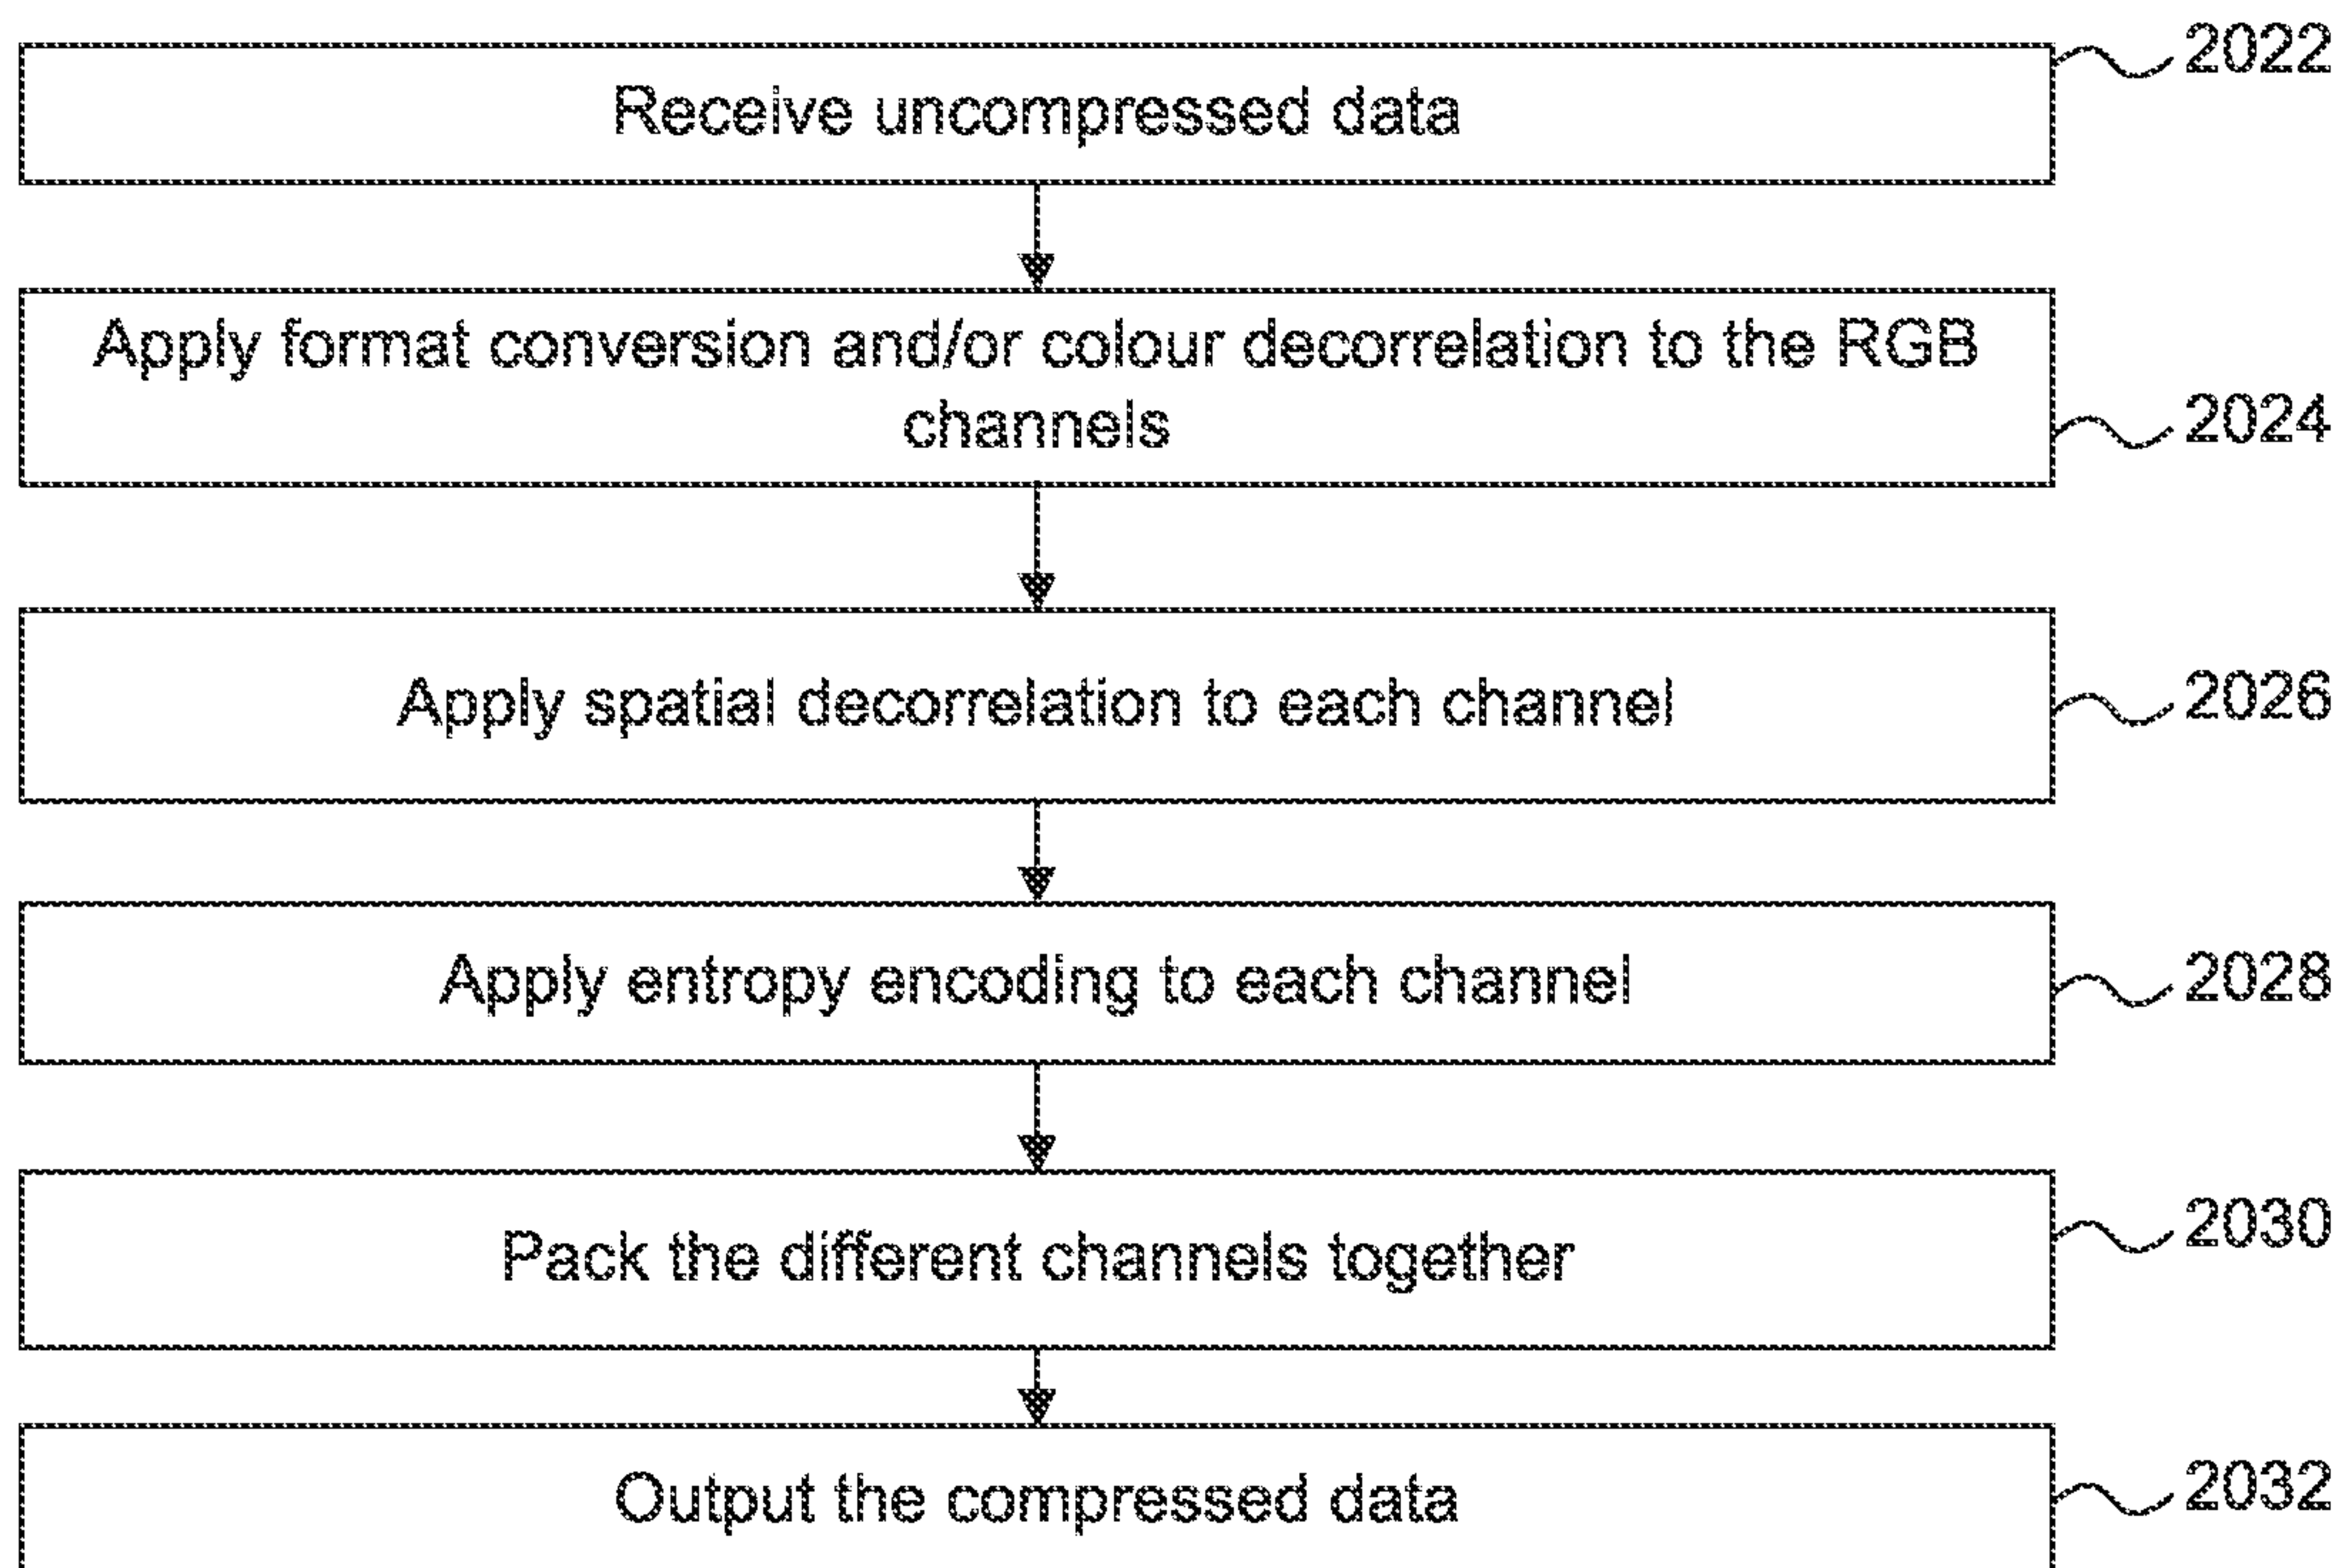 Receive uncompressed data
2022
Apply format conversion and/or colour decorrelation to the RGB
channels
2024
Apply spatial decorrelation to each channel
2026
Apply entropy encoding to each channel
2028
Pack the different channels together
2030
Output the compressed data
2032